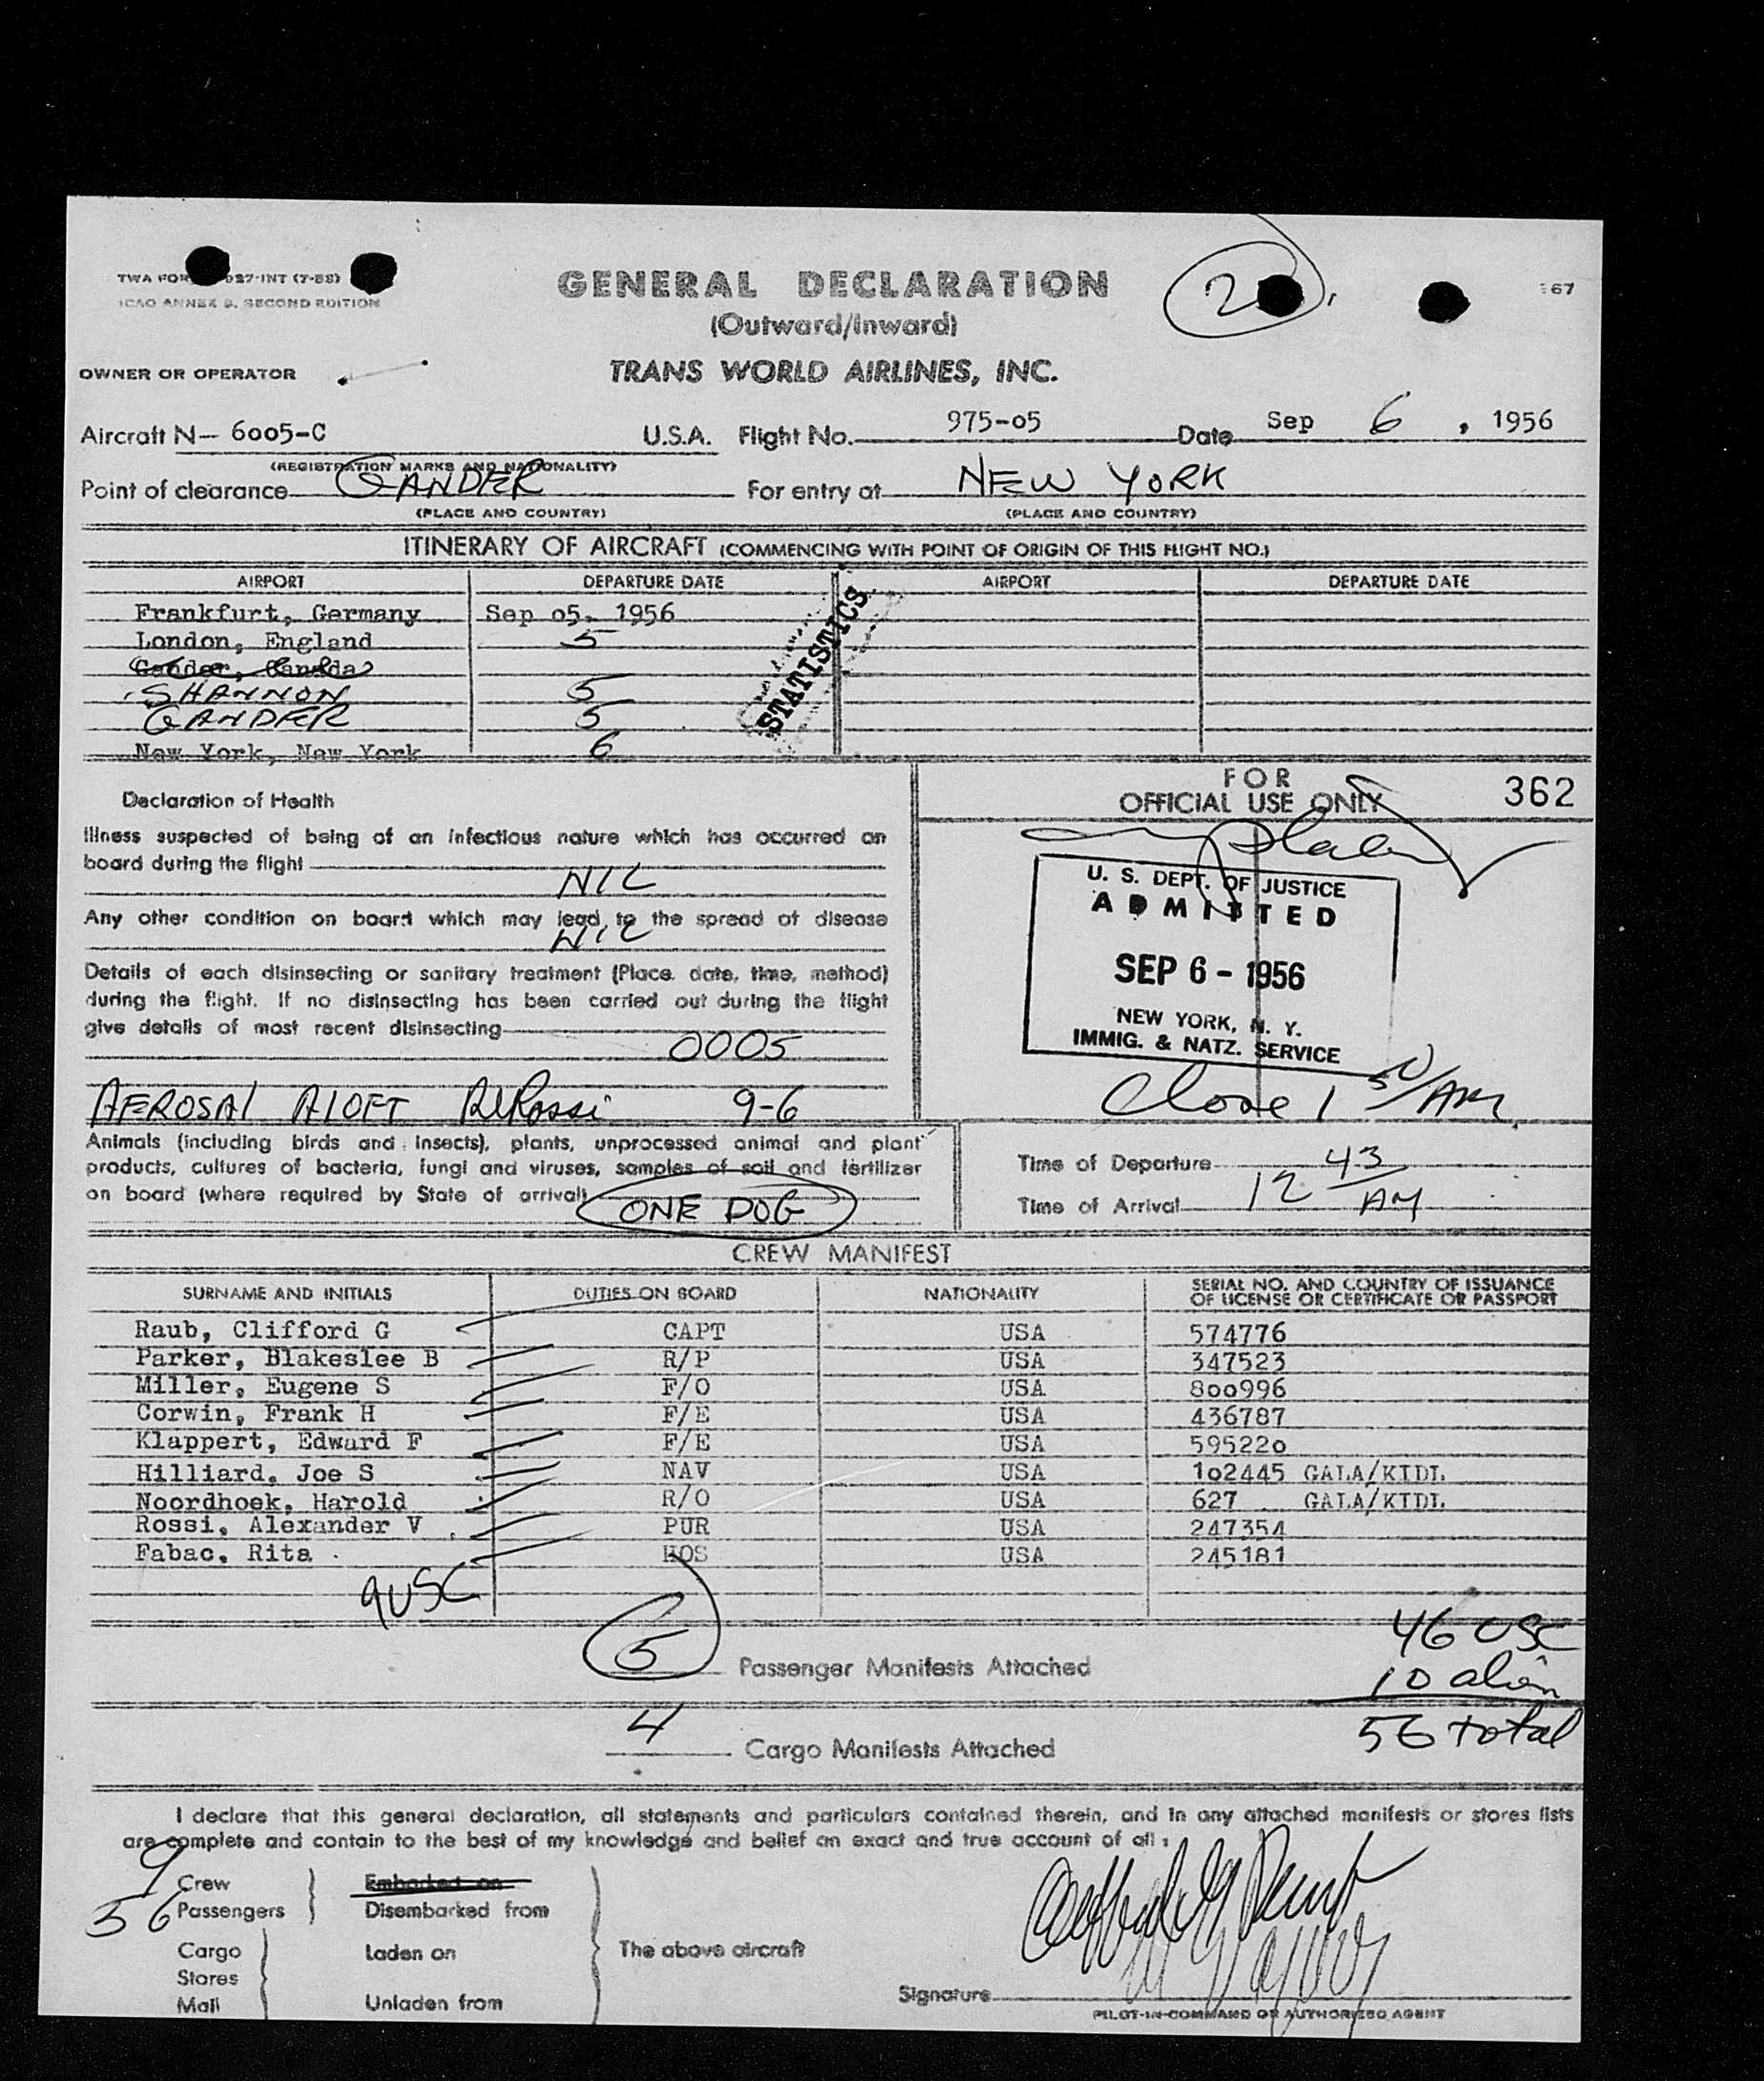 TWA FOR 027-INT (7-55)
ICAO ANNEX 9, SECOND EDITION
GENERAL DECLARATION
(Outward/Inward)
2
67
OWNER OR OPERATOR
TRANS WORLD AIRLINES, INC.
Aircraft N- 6005-C U.S.A. Flight No. 975-05 Date Sep 6, 1956
(REGISTRATION MARKS AND NATIONALITY)
Point of clearance GANDER For entry at NEW YORK
(PLACE AND COUNTRY) (PLACE AND COUNTRY)
ITINERARY OF AIRCRAFT (COMMENCING WITH POINT OF ORIGIN OF THIS FLIGHT NO.)
AIRPORT DEPARTURE DATE AIRPORT DEPARTURE DATE
Frankfurt, Germany Sep 05, 1956
London, England 5
Gander, Canada
SHANNON 5
GANDER 5
New York, New York 6
STATISTICS
FOR
OFFICIAL USE ONLY 362
Declaration of Health
Illness suspected of being of an infectious nature which has occurred on
board during the flight
NIL
Any other condition on board which may lead to the spread of disease
NIL
Details of each disinsecting or sanitary treatment (Place, date, time, method)
during the flight. If no disinsecting has been carried out during the flight
give details of most recent disinsecting
0005
AEROSAL ALOFT 9-6
U. S. DEPT. OF JUSTICE
ADMITTED
SEP 6 - 1956
NEW YORK, N. Y.
IMMIG. & NATZ. SERVICE
Close 1 50/AM
Animals (including birds and insects), plants, unprocessed animal and plant
products, cultures of bacteria, fungi and viruses, samples of soil and fertilizer
on board (where required by State of arrival)
ONE DOG
Time of Departure
Time of Arrival 12 43/AM
CREW MANIFEST
SURNAME AND INITIALS DUTIES ON BOARD NATIONALITY SERIAL NO. AND COUNTRY OF ISSUANCE
OF LICENSE OR CERTIFICATE OR PASSPORT
Raub, Clifford G CAPT USA 574776
Parker, Blakeslee B R/P USA 347523
Miller, Eugene S F/O USA 800996
Corwin, Frank H F/E USA 436787
Klappert, Edward F F/E USA 595220
Hilliard, Joe S NAV USA 102445 GALA/KIDL
Noordhoek, Harold R/O USA 627 GALA/KIDL
Rossi, Alexander V PUR USA 247354
Fabac, Rita HOS USA 245181
9 USC
5 Passenger Manifests Attached
46 USC
10 alien
56 total
4 Cargo Manifests Attached
I declare that this general declaration, all statements and particulars contained therein, and in any attached manifests or stores lists
are complete and contain to the best of my knowledge and belief an exact and true account of all :
9 Crew Embarked on
56 Passengers Disembarked from
Cargo Laden on The above aircraft
Stores
Mail Unladen from
Signature
PILOT-IN-COMMAND OR AUTHORIZED AGENT